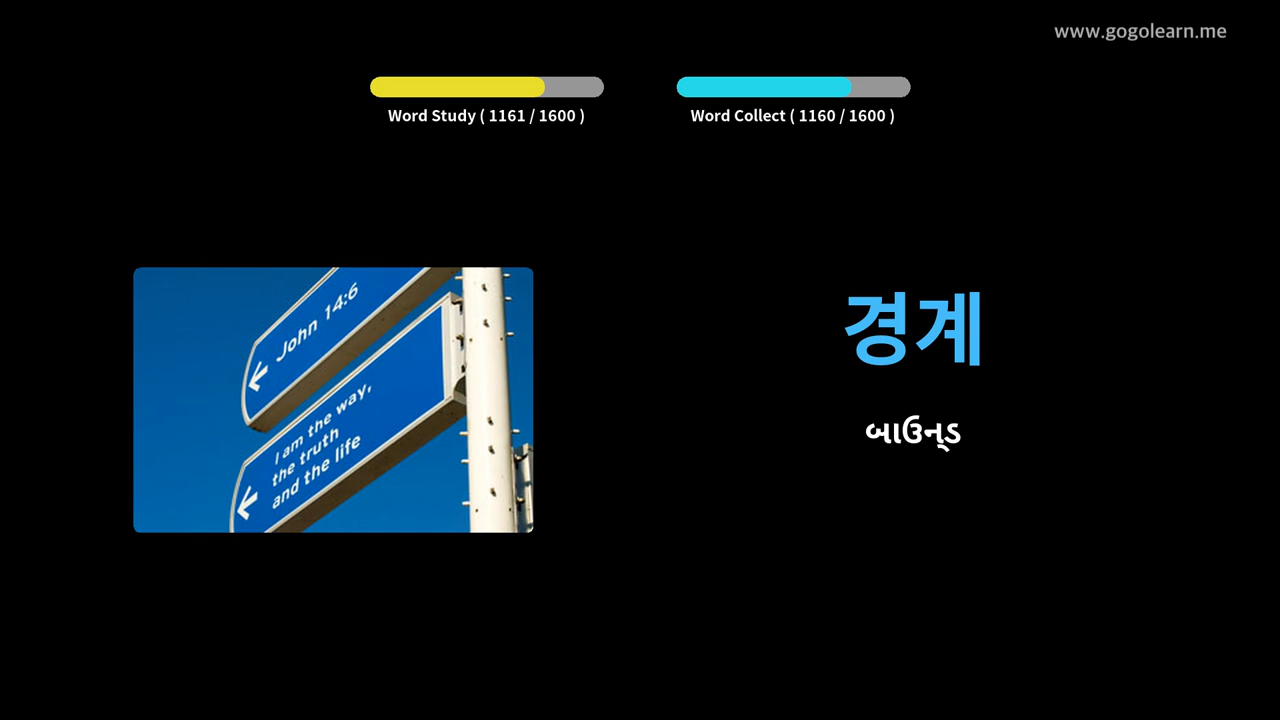 www.gogolearn.me
Word Study ( 1161 / 1600 )
Word Collect ( 1160 / 1600 )
John 14:6
I am the way,
the truth
and the life
경계
બાઉન્ડ